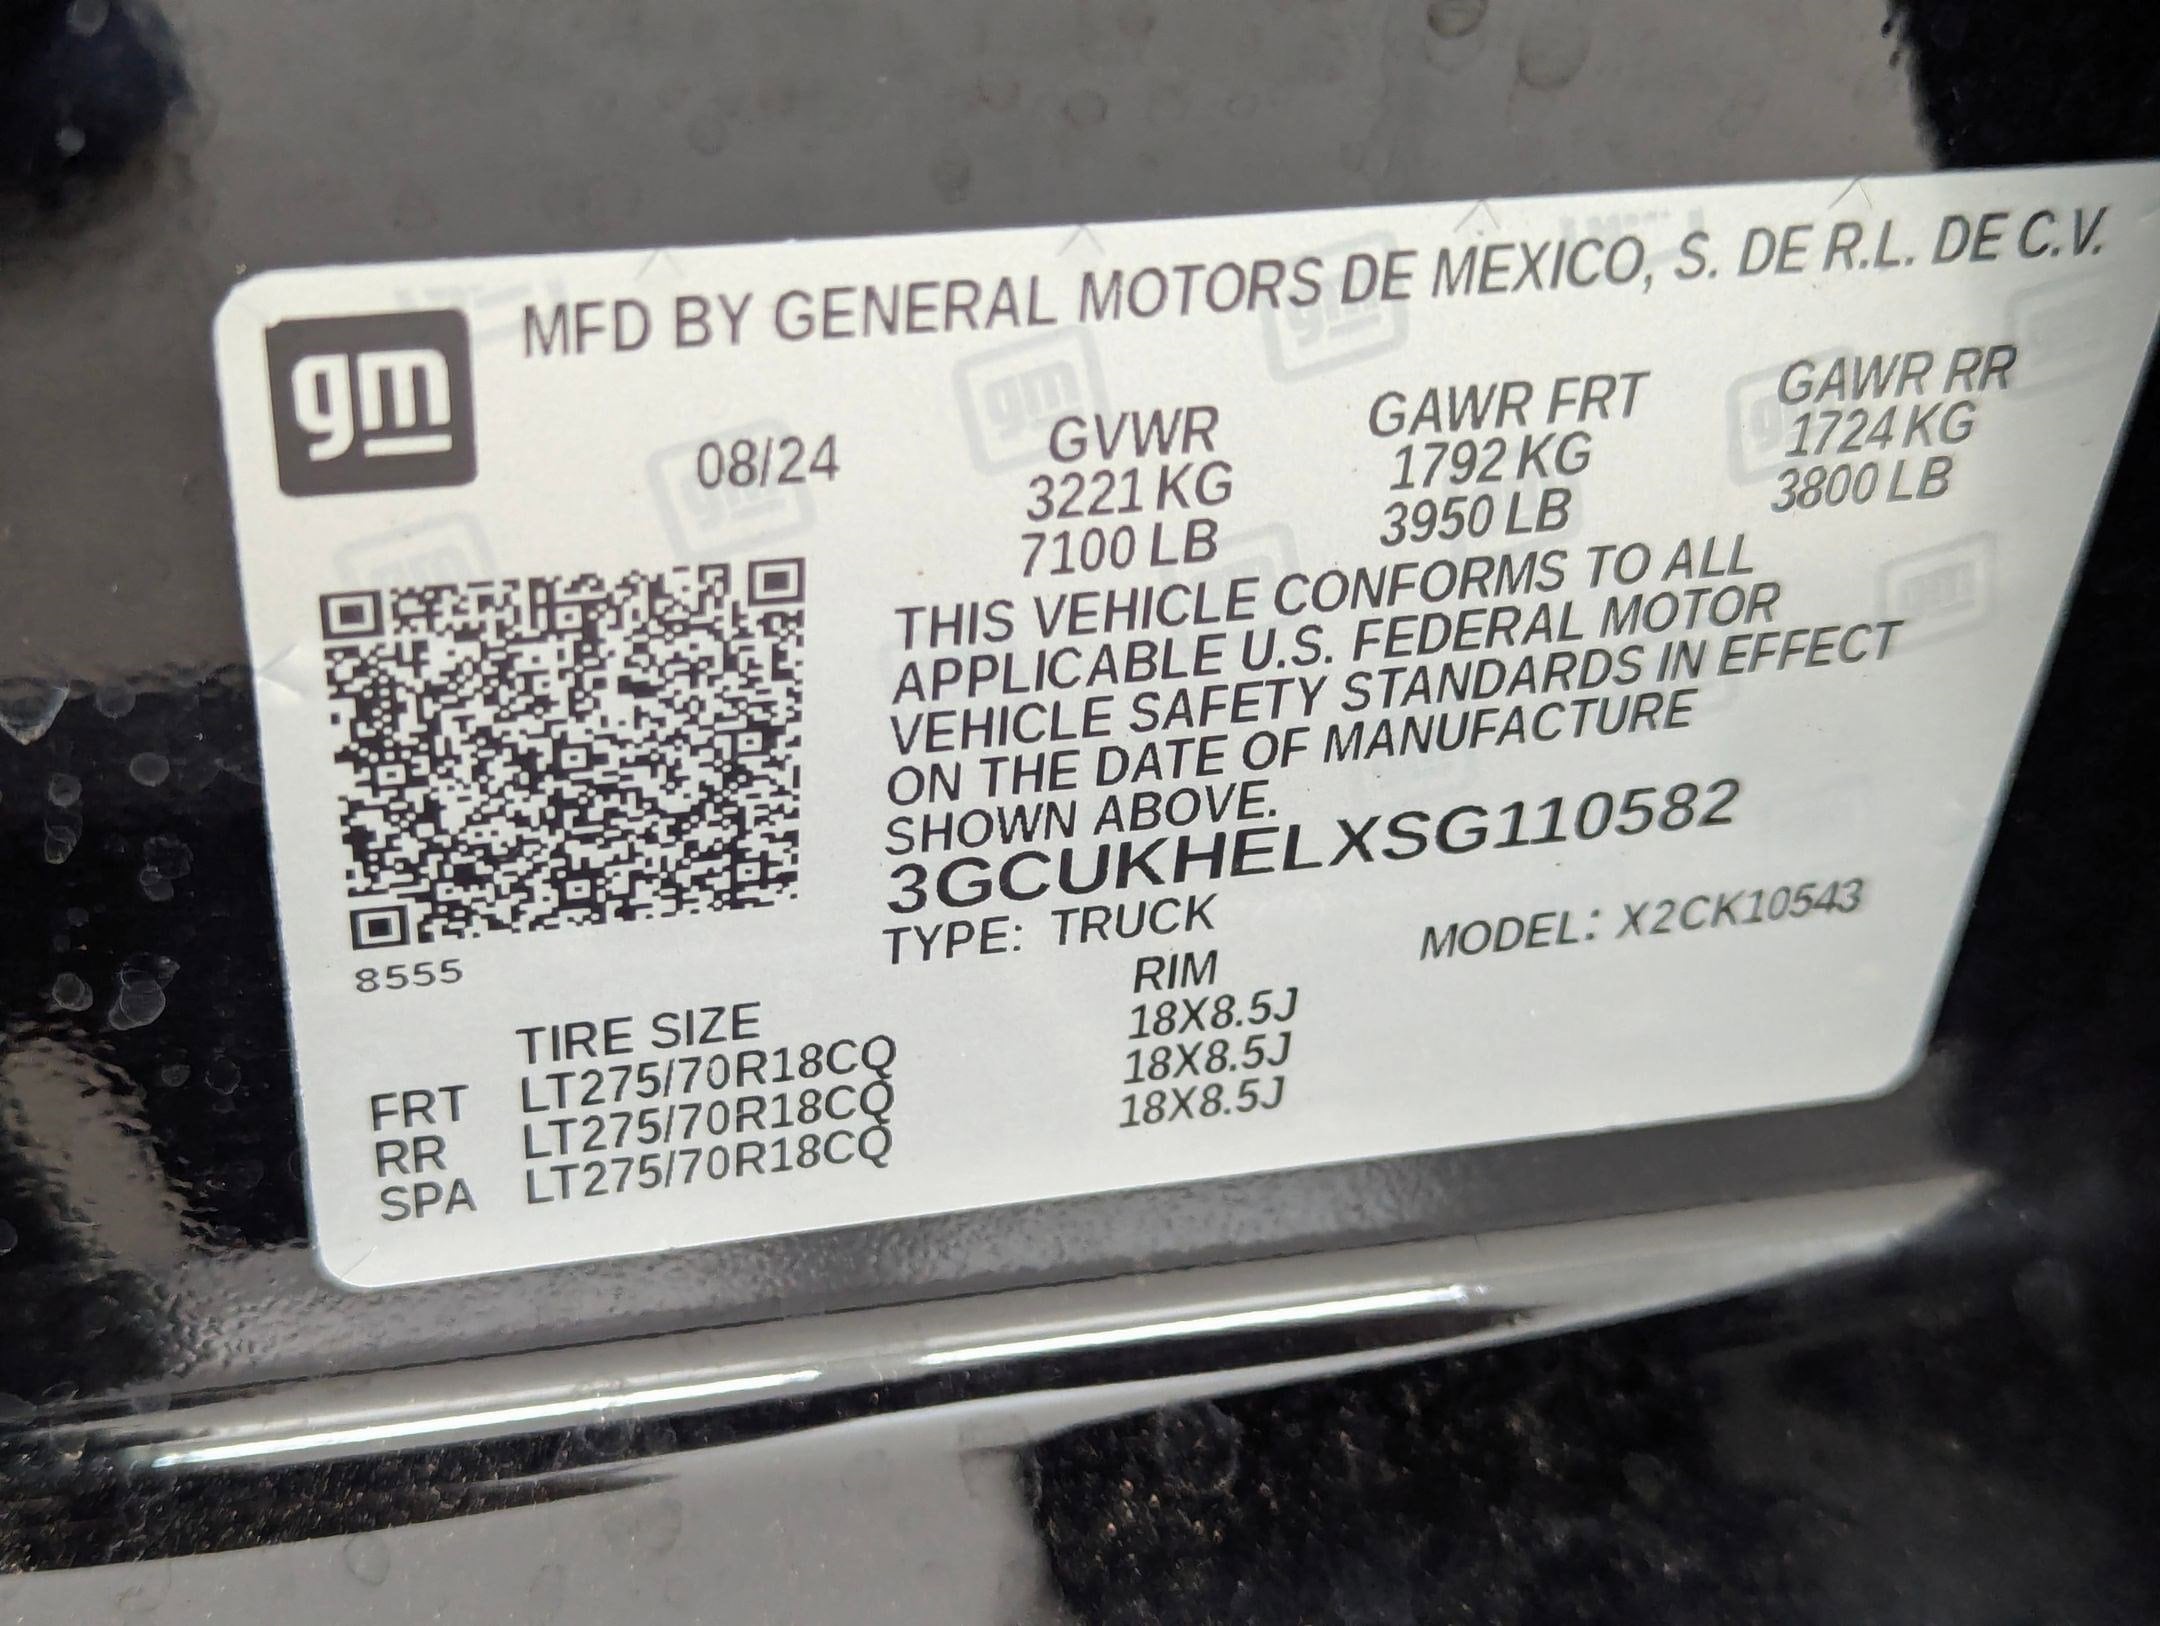 gm
MFD BY GENERAL MOTORS DE MEXICO, S. DE R.L. DE C.V.
08/24
GVWR GAWR FRT GAWR RR
3221 KG 1792 KG 1724 KG
7100 LB 3950 LB 3800 LB
THIS VEHICLE CONFORMS TO ALL
APPLICABLE U.S. FEDERAL MOTOR
VEHICLE SAFETY STANDARDS IN EFFECT
ON THE DATE OF MANUFACTURE
SHOWN ABOVE.
3GCUKHELXSG110582
TYPE: TRUCK MODEL: X2CK10543
8555
TIRE SIZE RIM
FRT LT275/70R18CQ 18X8.5J
RR LT275/70R18CQ 18X8.5J
SPA LT275/70R18CQ 18X8.5J